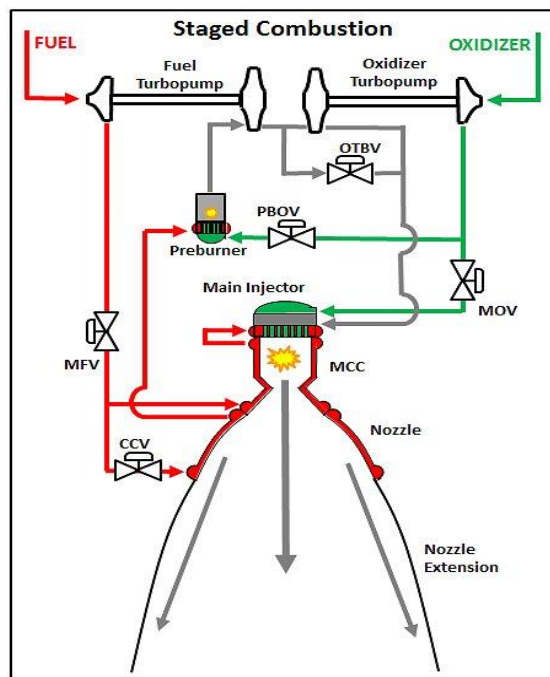 Staged Combustion
FUEL
OXIDIZER
Fuel
Turbopump
Oxidizer
Turbopump
OTBV
PBOV
Preburner
Main Injector
MOV
MFV
MCC
Nozzle
CCV
Nozzle
Extension